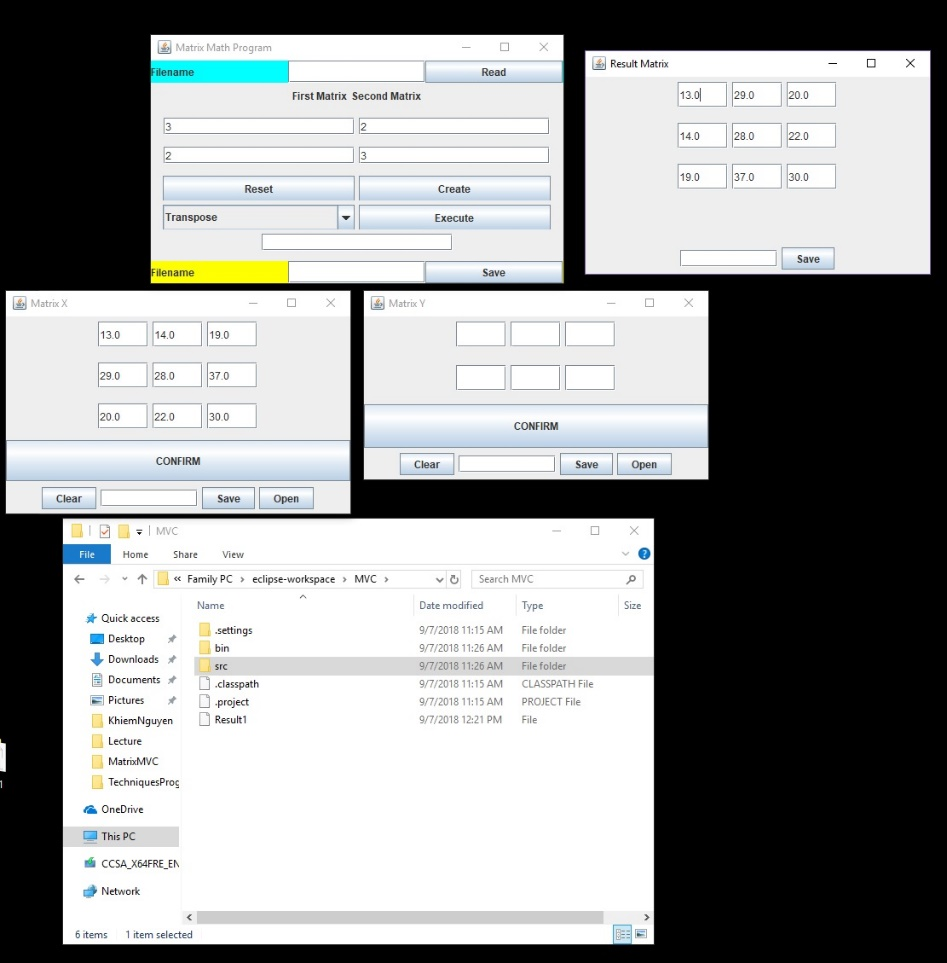 Matrix Math Program
Filename Read
First Matrix Second Matrix
3 2
2 3
Reset Create
Transpose Execute
Filename Save
Result Matrix
13.0 29.0 20.0
14.0 28.0 22.0
19.0 37.0 30.0
Save
Matrix X
13.0 14.0 19.0
29.0 28.0 37.0
20.0 22.0 30.0
CONFIRM
Clear Save Open
Matrix Y
CONFIRM
Clear Save Open
MVC
File Home Share View
« Family PC > eclipse-workspace > MVC > Search MVC
Name Date modified Type Size
Quick access
Desktop
Downloads
Documents
Pictures
KhiemNguyen
Lecture
MatrixMVC
TechniquesProg
OneDrive
This PC
CCSA_X64FRE_EN
Network
.settings 9/7/2018 11:15 AM File folder
bin 9/7/2018 11:26 AM File folder
src 9/7/2018 11:26 AM File folder
.classpath 9/7/2018 11:15 AM CLASSPATH File
.project 9/7/2018 11:15 AM PROJECT File
Result1 9/7/2018 12:21 PM File
6 items 1 item selected
1